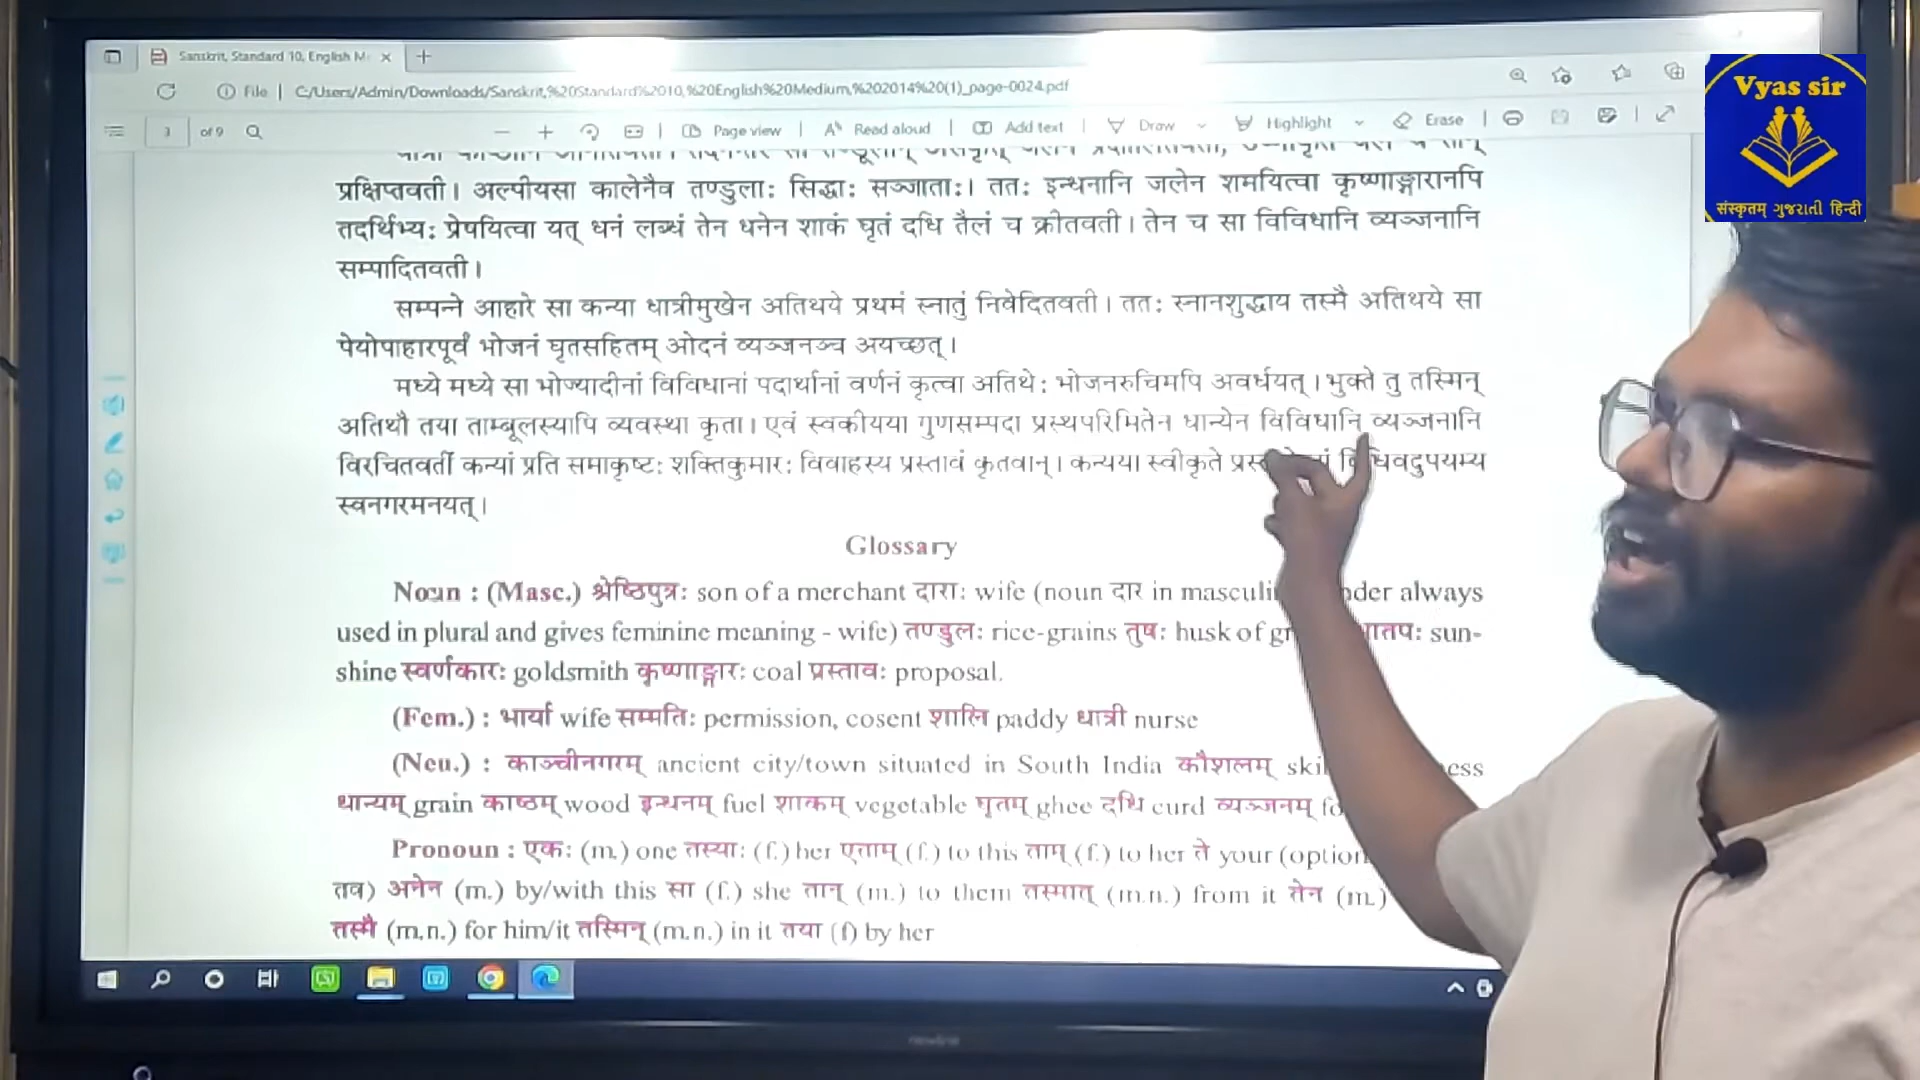 Sanskrit, Standard 10, English M
File | C:/Users/Admin/Downloads/Sanskrit,%20Standard%2010,%20English%20Medium,%202014%20(1)_page-0024.pdf
3 of 9 Page view Read aloud Add text Draw Highlight Erase
Vyas sir
संस्कृतम् ગુજરાતી हिन्दी
प्रक्षिप्तवती । अल्पीयसा कालेनैव तण्डुलाः सिद्धाः सञ्जाताः । ततः इन्धनानि जलेन शमयित्वा कृष्णाङ्गारानपि
तदर्थिभ्यः प्रेषयित्वा यत् धनं लब्धं तेन धनेन शाकं घृतं दधि तैलं च क्रीतवती । तेन च सा विविधानि व्यञ्जनानि
सम्पादितवती ।
सम्पन्ने आहारे सा कन्या धात्रीमुखेन अतिथये प्रथमं स्नातुं निवेदितवती । ततः स्नानशुद्धाय तस्मै अतिथये सा
पेयोपाहारपूर्वं भोजनं घृतसहितम् ओदनं व्यञ्जनञ्च अयच्छत् ।
मध्ये मध्ये सा भोज्यादीनां विविधानां पदार्थानां वर्णनं कृत्वा अतिथेः भोजनरुचिमपि अवर्धयत् । भुक्ते तु तस्मिन्
अतिथौ तया ताम्बूलस्यापि व्यवस्था कृता । एवं स्वकीयया गुणसम्पदा प्रस्थपरिमितेन धान्येन विविधानि व्यञ्जनानि
विरचितवर्तीं कन्यां प्रति समाकृष्टः शक्तिकुमारः विवाहस्य प्रस्तावं कृतवान् । कन्यया स्वीकृते
स्वनगरमनयत् ।
Glossary
Noun : (Masc.) श्रेष्ठिपुत्रः son of a merchant दाराः wife (noun दार in always
used in plural and gives feminine meaning - wife) तण्डुलः rice-grains तुषः husk of sun-
shine स्वर्णकारः goldsmith कृष्णाङ्गारः coal प्रस्तावः proposal.
(Fem.) : भार्या wife सम्मतिः permission, cosent शालि paddy धात्री nurse
(Neu.) : काञ्चीनगरम् ancient city/town situated in South India कौशलम्
धान्यम् grain काष्ठम् wood इन्धनम् fuel शाकम् vegetable घृतम् ghee दधि curd व्यञ्जनम्
Pronoun : एकः (m.) one तस्याः (f.) her एताम् (f.) to this ताम् (f.) to her ते your
तव) अनेन (m.) by/with this सा (f.) she तान् (m.) to them तस्मात् (m.n.) from it तेन (m.)
तस्मै (m.n.) for him/it तस्मिन् (m.n.) in it तया (f) by her
newline